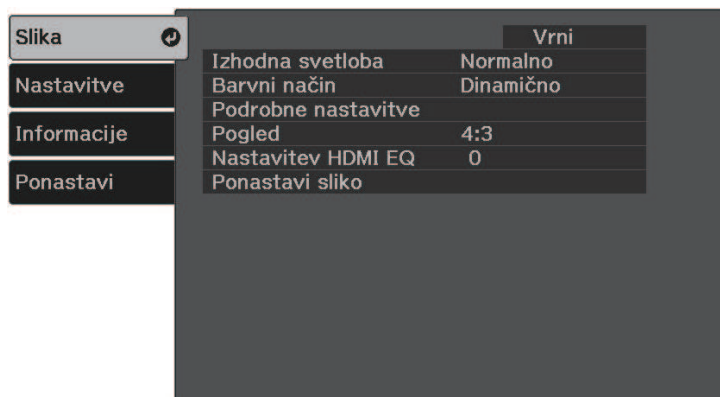 Slika
Nastavitve
Informacije
Ponastavi
Vrni
Izhodna svetloba Normalno
Barvni način Dinamično
Podrobne nastavitve
Pogled 4:3
Nastavitev HDMI EQ 0
Ponastavi sliko